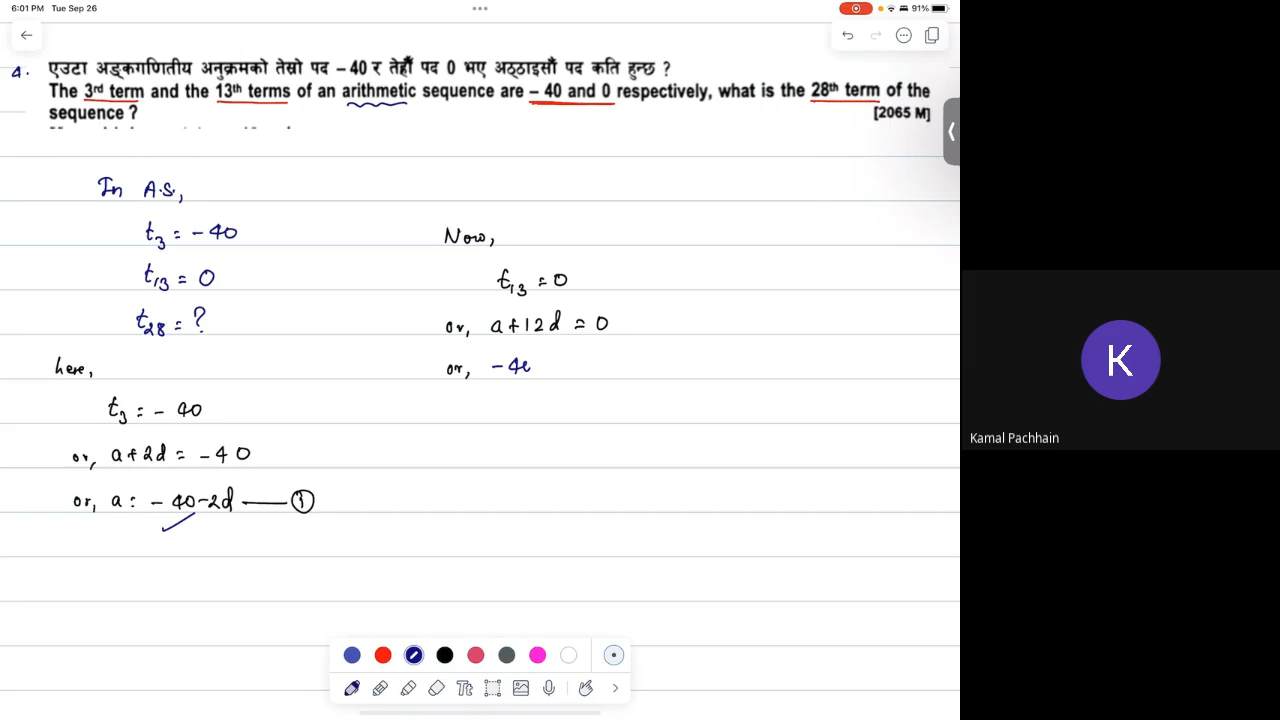 6:01 PM Tue Sep 26
91%
4. एउटा अङ्कगणितीय अनुक्रमको तेस्रो पद – 40 र तेर्हौँ पद 0 भए अठ्ठाइसौं पद कति हुन्छ ?
The 3rd term and the 13th terms of an arithmetic sequence are – 40 and 0 respectively, what is the 28th term of the
sequence ? [2065 M]
In A.S,
t3 = - 40
t13 = 0
t28 = ?
here,
t3 = - 40
or, a+2d = - 40
or, a = - 40-2d —— ①
Now,
t13 = 0
or, a+12d = 0
or, -40
Tt
K
Kamal Pachhain